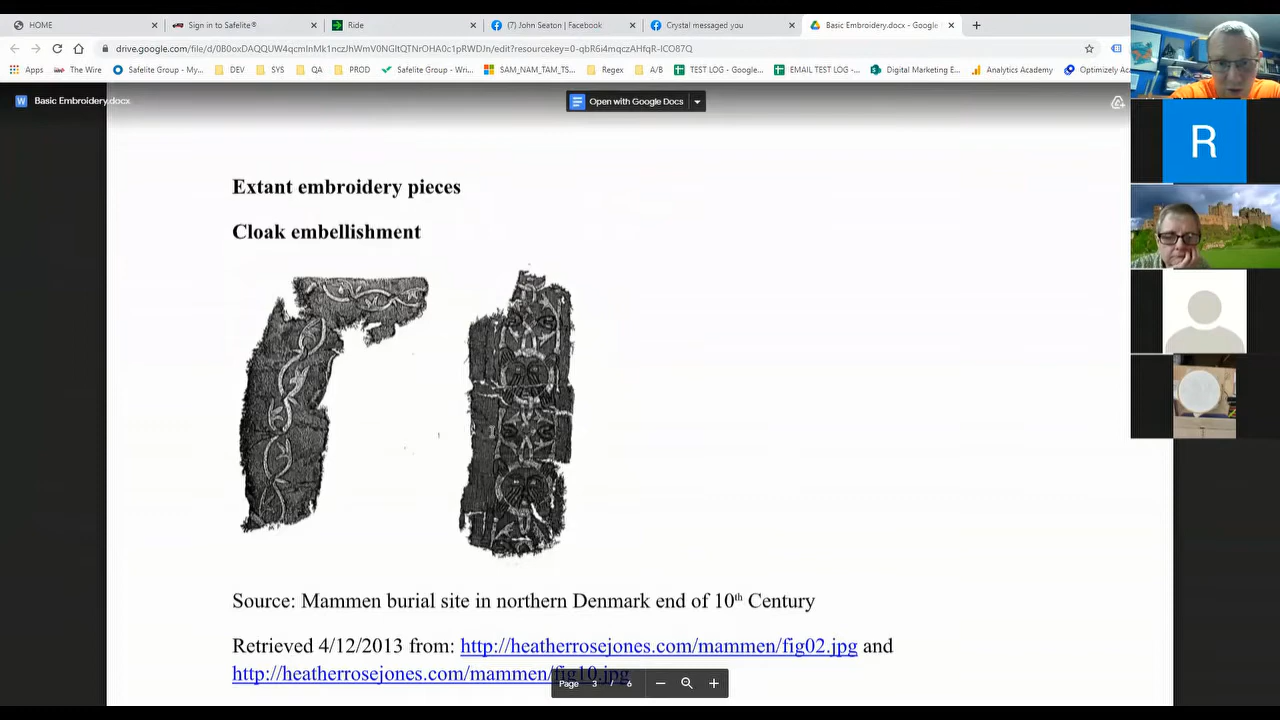 HOME
Sign in to Safelite®
Ride
(7) John Seaton | Facebook
Crystal messaged you
Basic Embroidery.docx - Google
drive.google.com/file/d/0B0oxDAQQUW4qcmlnMk1nczJhWmV0NGItQTNrOHA0c1pRWDJn/edit?resourcekey=0-qbR6i4mqczAHfqR-lCO87Q
Apps
The Wire
Safelite Group - My...
DEV
SYS
QA
PROD
Safelite Group - Wri...
SAM_NAM_TAM_TS...
Regex
A/B
TEST LOG - Google...
EMAIL TEST LOG -...
Digital Marketing E...
Analytics Academy
Optimizely Ac
Basic Embroidery.docx
Open with Google Docs
R
Extant embroidery pieces
Cloak embellishment
Source: Mammen burial site in northern Denmark end of 10th Century
Retrieved 4/12/2013 from: http://heatherrosejones.com/mammen/fig02.jpg and
http://heatherrosejones.com/mammen/fig10.jpg
Page 3 / 6